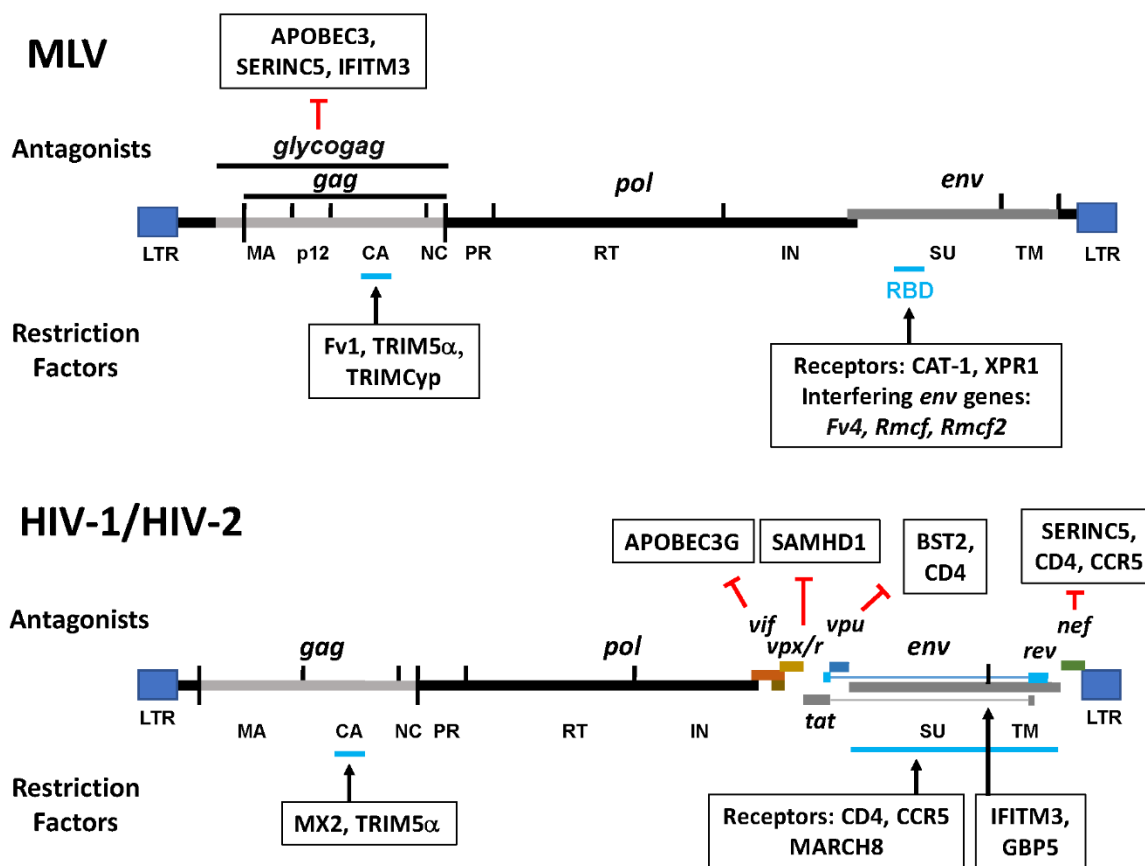 MLV
APOBEC3,
SERINC5, IFITM3
Antagonists
glycogag
gag
pol
env
LTR
MA
p12
CA
NC
PR
RT
IN
SU
TM
LTR
RBD
Restriction
Factors
Fv1, TRIM5α,
TRIMCyp
Receptors: CAT-1, XPR1
Interfering env genes:
Fv4, Rmcf, Rmcf2
HIV-1/HIV-2
APOBEC3G
SAMHD1
BST2,
CD4
SERINC5,
CD4, CCR5
Antagonists
vif
vpx/r
vpu
nef
gag
pol
env
rev
LTR
tat
LTR
MA
CA
NC
PR
RT
IN
SU
TM
Restriction
Factors
MX2, TRIM5α
Receptors: CD4, CCR5
MARCH8
IFITM3,
GBP5